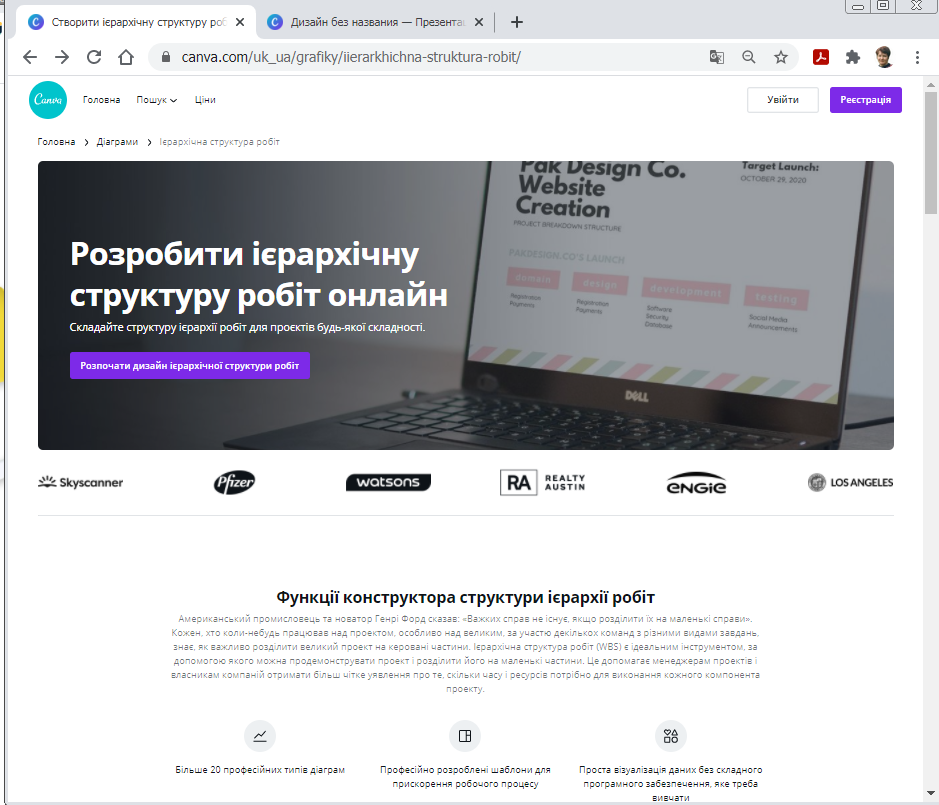 Створити ієрархічну структуру роб
Дизайн без названия — Презента
canva.com/uk_ua/grafiky/iierarkhichna-struktura-robit/
Canva
Головна
Пошук
Ціни
Увійти
Реєстрація
Головна > Діаграми > Ієрархічна структура робіт
Pak Design Co.
Website
Creation
PROJECT BREAKDOWN STRUCTURE
Target Launch:
OCTOBER 29, 2020
PAKDESIGN.CO'S LAUNCH
domain
design
development
testing
Registration
Payments
Registration
Payments
Software
Security
Database
Social Media
Announcements
DELL
Розробити ієрархічну
структуру робіт онлайн
Складайте структуру ієрархії робіт для проєктів будь-якої складності.
Розпочати дизайн ієрархічної структури робіт
Skyscanner
Pfizer
watsons
RA REALTY AUSTIN
ENGIE
LOS ANGELES
Функції конструктора структури ієрархії робіт
Американський промисловець та новатор Генрі Форд сказав: «Важких справ не існує, якщо розділити їх на маленькі справи».
Кожен, хто коли-небудь працював над проектом, особливо над великим, за участю декількох команд з різними видами завдань,
знає, як важливо розділити великий проект на керовані частини. Ієрархічна структура робіт (WBS) є ідеальним інструментом, за
допомогою якого можна продемонструвати проект і розділити його на маленькі частини. Це допомагає менеджерам проектів і
власникам компаній отримати більш чітке уявлення про те, скільки часу і ресурсів потрібно для виконання кожного компонента
проекту.
Більше 20 професійних типів діаграм
Професійно розроблені шаблони для
прискорення робочого процесу
Проста візуалізація даних без складного
програмного забезпечення, яке треба
вивчати